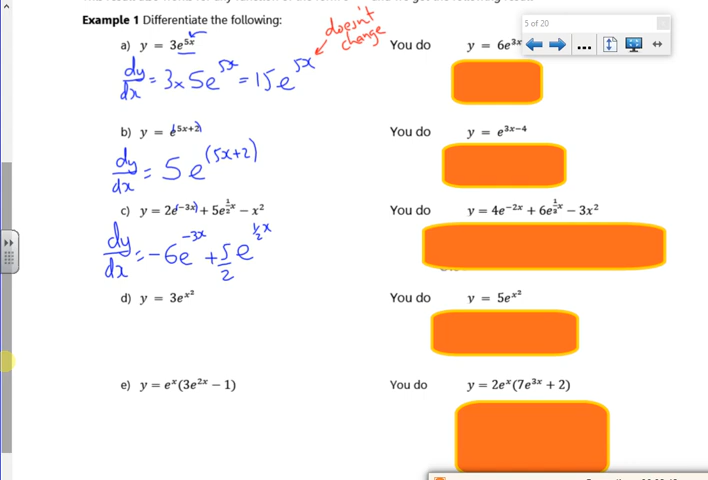 Example 1 Differentiate the following:
doesn't
change
5 of 20
a) y = 3e^{5x}
You do y = 6e^{3x}
dy/dx = 3×5e^{5x} = 15e^{5x}
b) y = e^{(5x+2)}
You do y = e^{3x−4}
dy/dx = 5e^{(5x+2)}
c) y = 2e^{(−3x)} + 5e^{½x} − x²
You do y = 4e^{−2x} + 6e^{½x} − 3x²
dy/dx = −6e^{−3x} + 5/2 e^{½x}
d) y = 3e^{x²}
You do y = 5e^{x²}
e) y = e^{x}(3e^{2x} − 1)
You do y = 2e^{x}(7e^{3x} + 2)